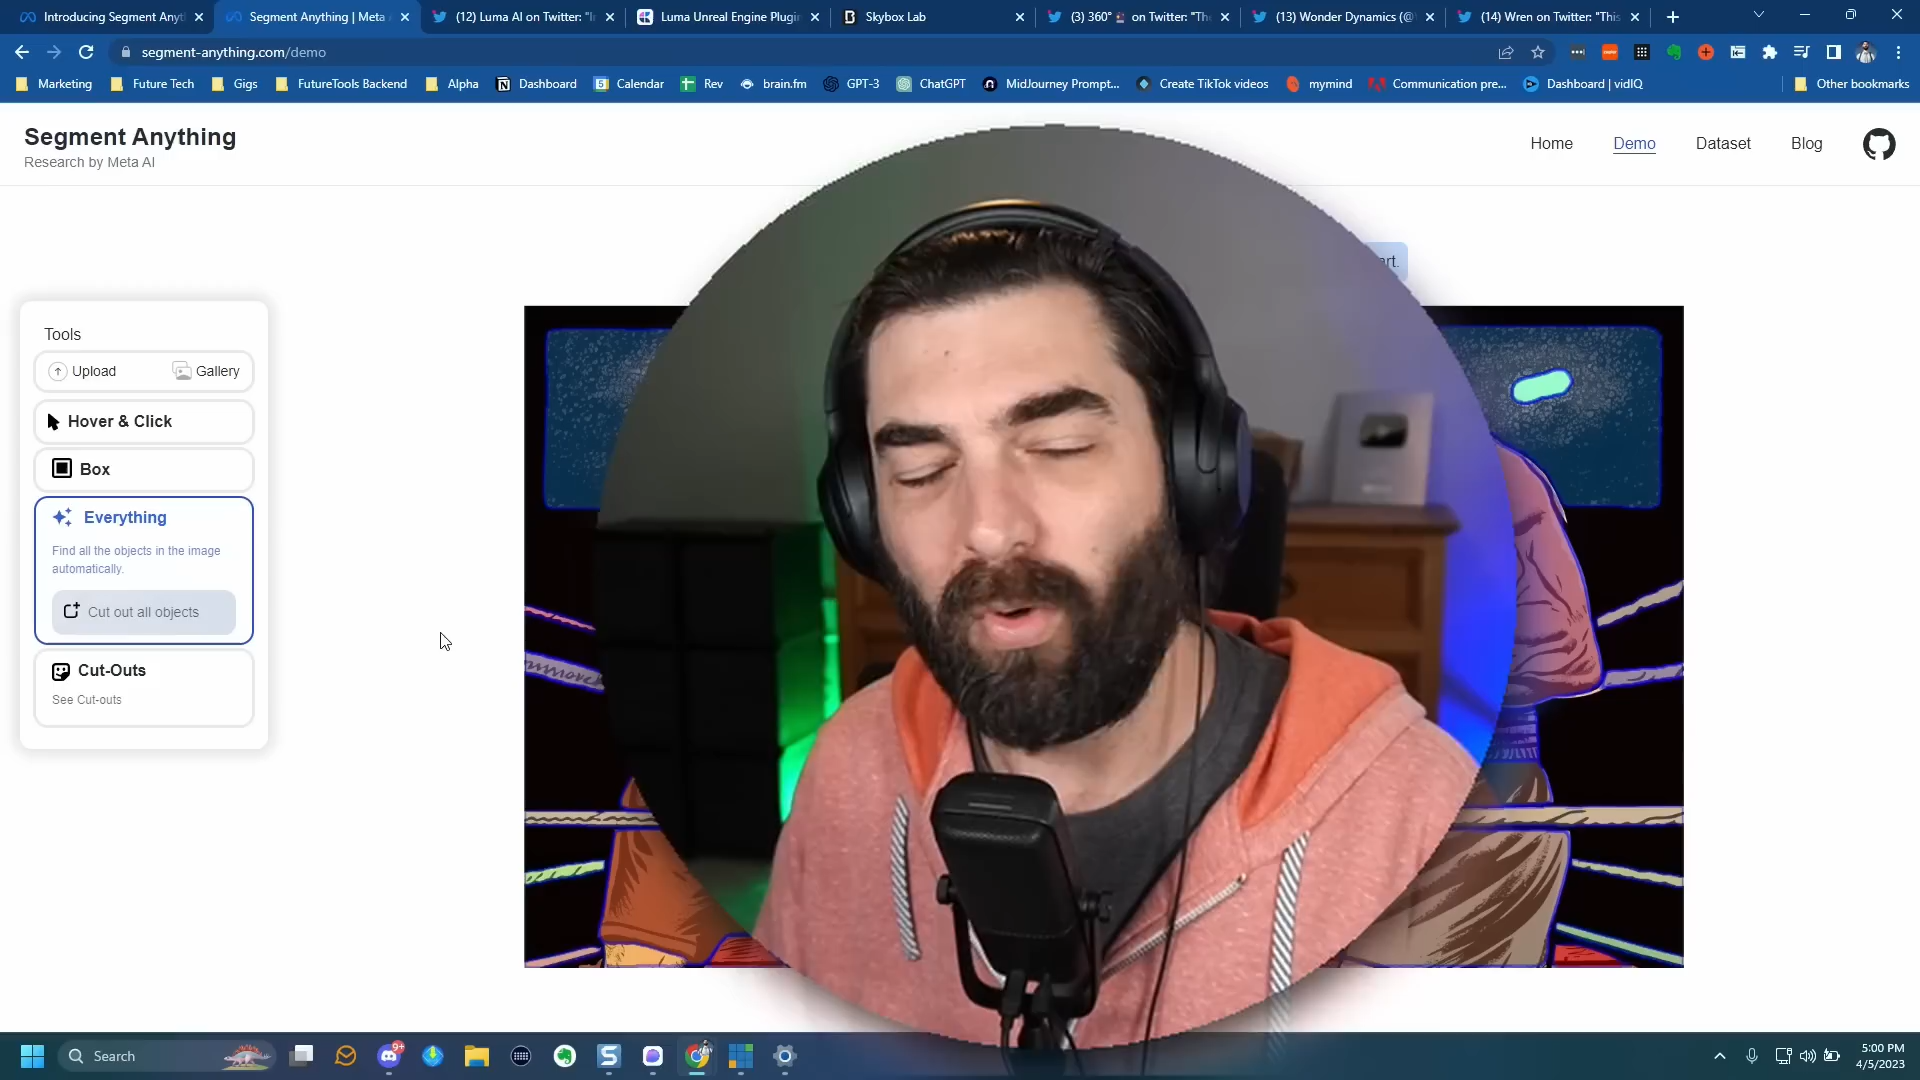 Introducing Segment Anyt
Segment Anything | Meta
(12) Luma AI on Twitter: "I
Luma Unreal Engine Plugi
Skybox Lab
(3) 360° on Twitter: "Th
(13) Wonder Dynamics (@
(14) Wren on Twitter: "This
segment-anything.com/demo
Marketing
Future Tech
Gigs
FutureTools Backend
Alpha
Dashboard
Calendar
Rev
brain.fm
GPT-3
ChatGPT
MidJourney Prompt...
Create TikTok videos
mymind
Communication pre...
Dashboard | vidIQ
Other bookmarks
Segment Anything
Research by Meta AI
Home
Demo
Dataset
Blog
art.
Tools
Upload
Gallery
Hover & Click
Box
Everything
Find all the objects in the image
automatically.
Cut out all objects
Cut-Outs
See Cut-outs
Search
9+
5:00 PM
4/5/2023